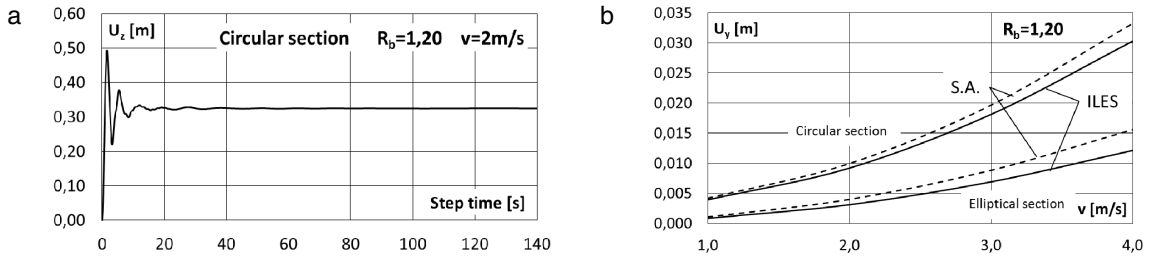 a
U_z [m]
Circular section R_b=1,20 v=2m/s
0,60
0,50
0,40
0,30
0,20
0,10
0,00
Step time [s]
0 20 40 60 80 100 120 140
b
U_y [m]
R_b=1,20
0,035
0,030
0,025
0,020
0,015
0,010
0,005
0,000
S.A.
ILES
Circular section
Elliptical section
v [m/s]
1,0 2,0 3,0 4,0